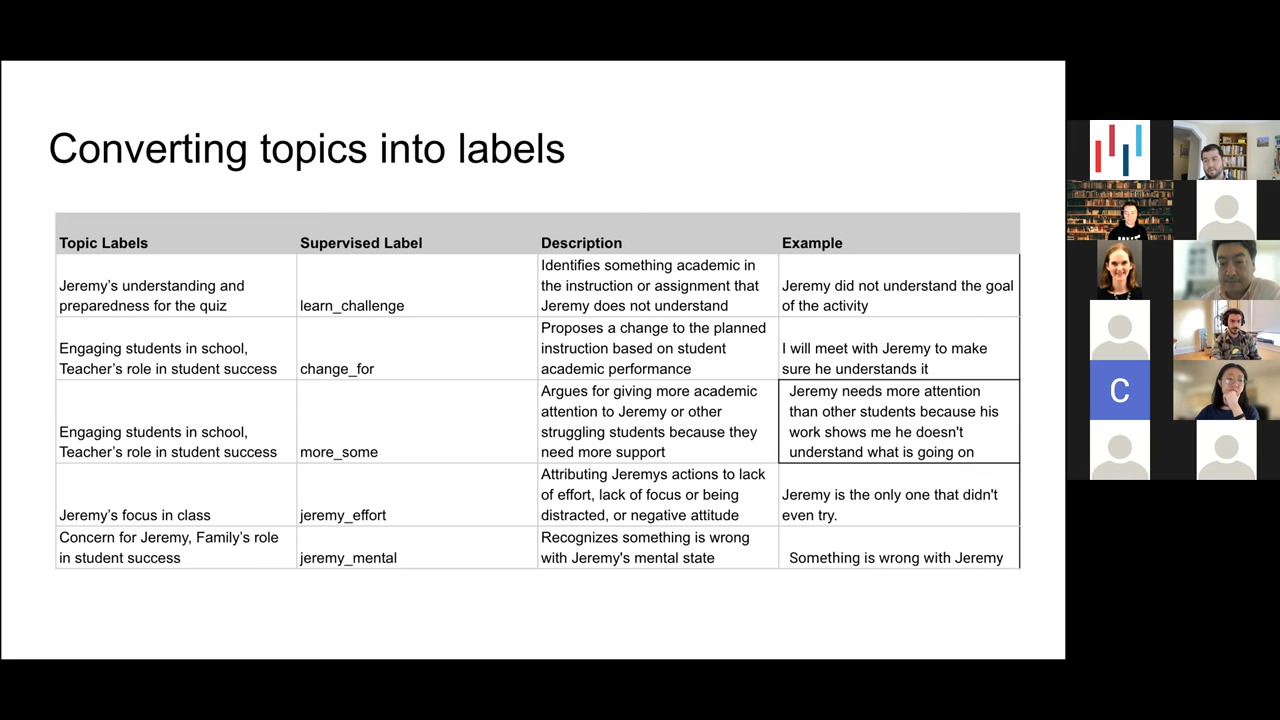 Converting topics into labels
Topic Labels
Supervised Label
Description
Example
Jeremy's understanding and
preparedness for the quiz
learn_challenge
Identifies something academic in
the instruction or assignment that
Jeremy does not understand
Jeremy did not understand the goal
of the activity
Engaging students in school,
Teacher's role in student success
change_for
Proposes a change to the planned
instruction based on student
academic performance
I will meet with Jeremy to make
sure he understands it
Engaging students in school,
Teacher's role in student success
more_some
Argues for giving more academic
attention to Jeremy or other
struggling students because they
need more support
Jeremy needs more attention
than other students because his
work shows me he doesn't
understand what is going on
Jeremy's focus in class
jeremy_effort
Attributing Jeremys actions to lack
of effort, lack of focus or being
distracted, or negative attitude
Jeremy is the only one that didn't
even try.
Concern for Jeremy, Family's role
in student success
jeremy_mental
Recognizes something is wrong
with Jeremy's mental state
Something is wrong with Jeremy
C